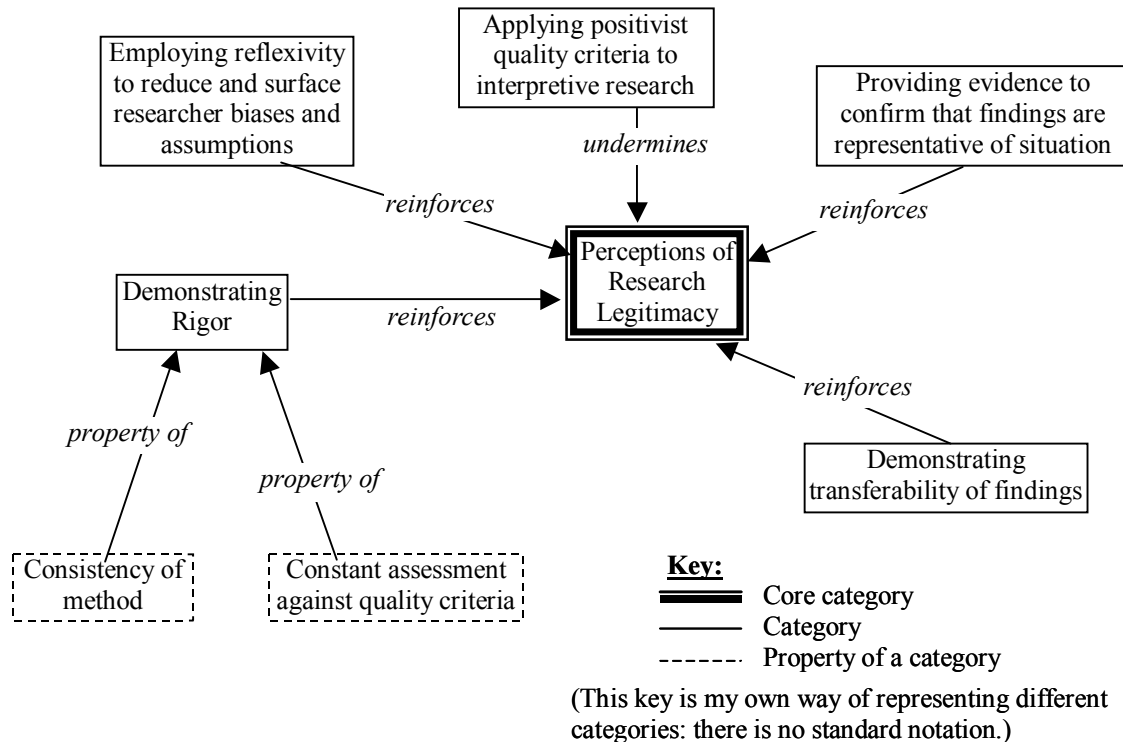 Employing reflexivity
to reduce and surface
researcher biases and
assumptions
Applying positivist
quality criteria to
interpretive research
Providing evidence to
confirm that findings are
representative of situation
undermines
reinforces
reinforces
Perceptions of
Research
Legitimacy
Demonstrating
Rigor
reinforces
reinforces
property of
property of
Demonstrating
transferability of findings
Consistency of
method
Constant assessment
against quality criteria
Key:
Core category
Category
Property of a category
(This key is my own way of representing different
categories: there is no standard notation.)